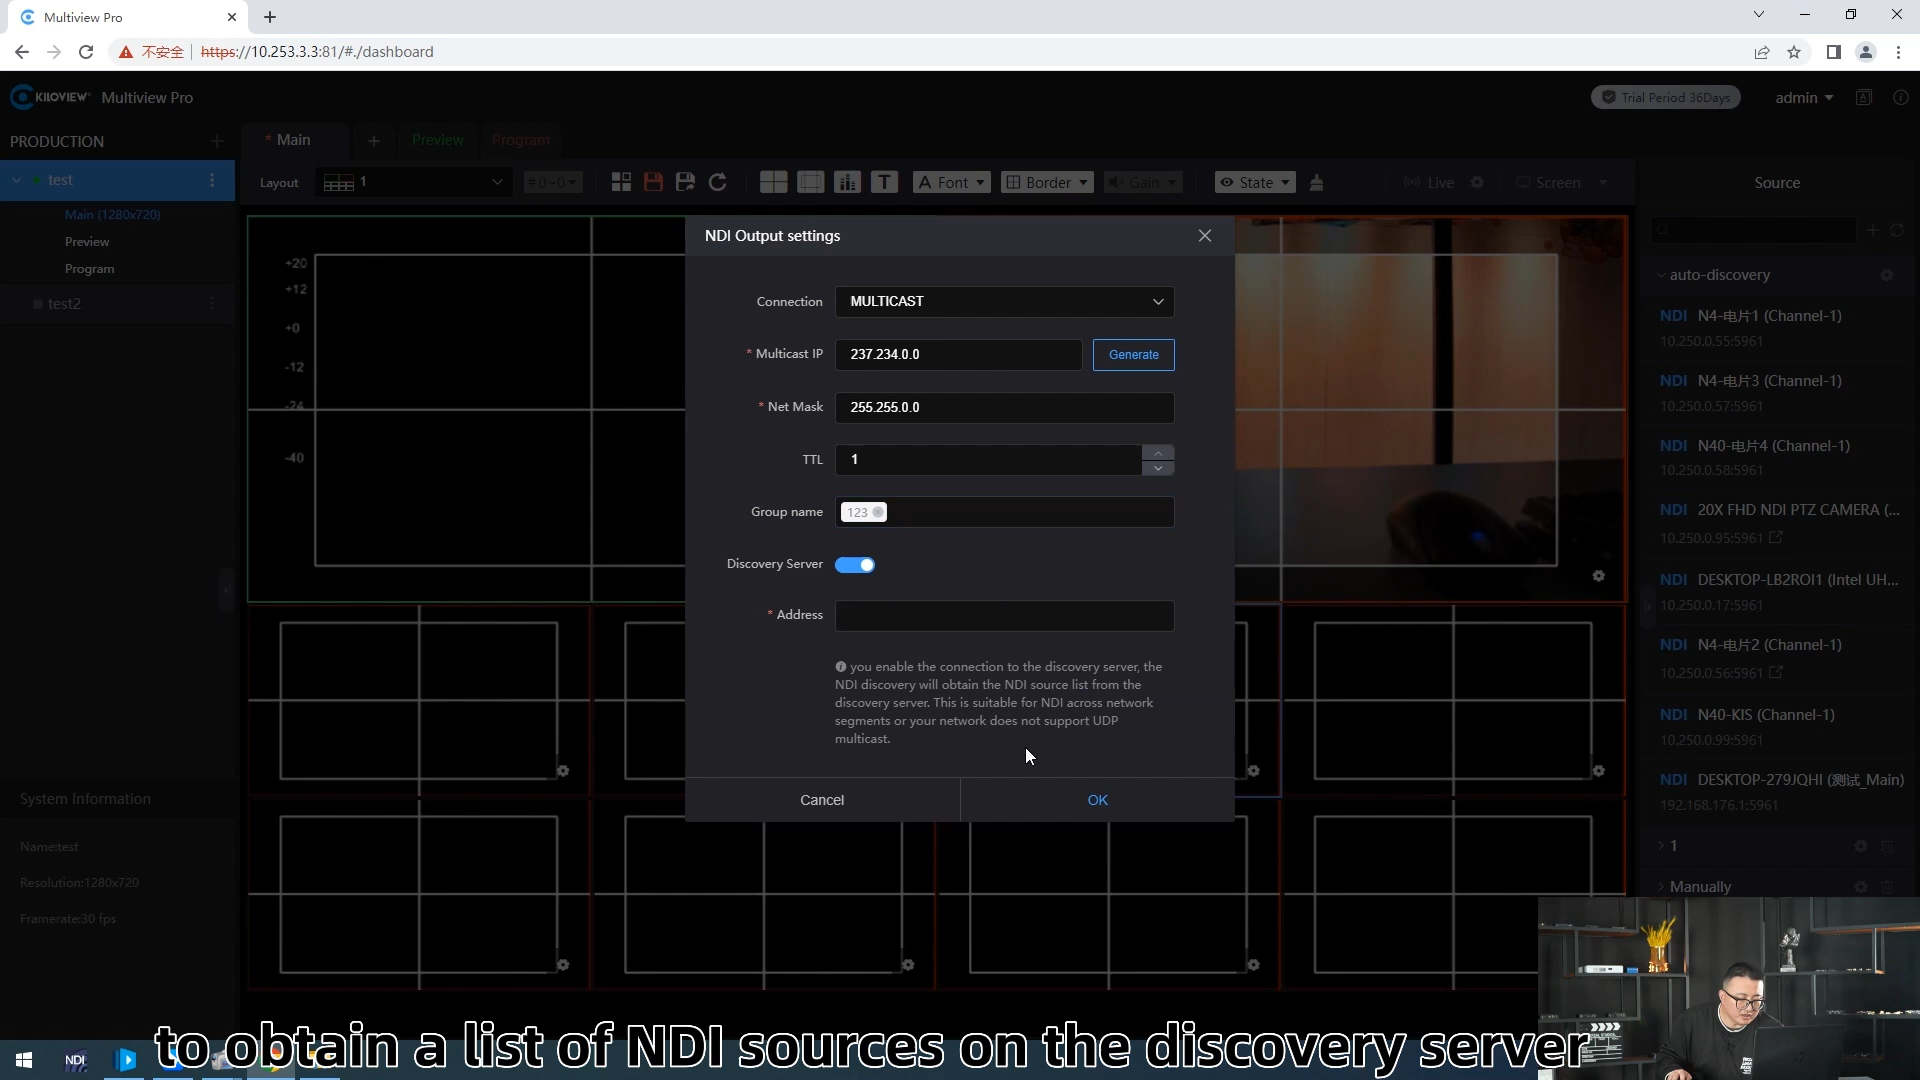 Multiview Pro
不安全 https://10.253.3.3:81/#./dashboard
KILOVIEW Multiview Pro
Trial Period 36Days
admin
PRODUCTION
* Main
Preview
Program
test
Layout
1
#0~0
T
A Font
Border
Gain
State
Live
Screen
Source
Main (1280x720)
Preview
Program
test2
+20
+12
+0
-12
-24
-40
NDI Output settings
Connection MULTICAST
* Multicast IP 237.234.0.0 Generate
* Net Mask 255.255.0.0
TTL 1
Group name 123
Discovery Server
* Address
you enable the connection to the discovery server, the
NDI discovery will obtain the NDI source list from the
discovery server. This is suitable for NDI across network
segments or your network does not support UDP
multicast.
Cancel OK
auto-discovery
NDI N4-电片1 (Channel-1)
10.250.0.55:5961
NDI N4-电片3 (Channel-1)
10.250.0.57:5961
NDI N40-电片4 (Channel-1)
10.250.0.58:5961
NDI 20X FHD NDI PTZ CAMERA (...
10.250.0.95:5961
NDI DESKTOP-LB2ROI1 (Intel UH...
10.250.0.17:5961
NDI N4-电片2 (Channel-1)
10.250.0.56:5961
NDI N40-KIS (Channel-1)
10.250.0.99:5961
NDI DESKTOP-279JQHI (测试_Main)
192.168.176.1:5961
1
Manually
System Information
Name:test
Resolution:1280x720
Framerate:30 fps
NDI
to obtain a list of NDI sources on the discovery server